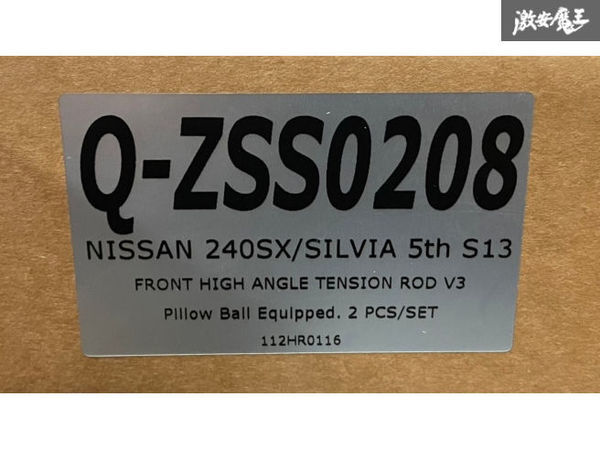 激安魔王
Q-ZSS0208
NISSAN 240SX/SILVIA 5th S13
FRONT HIGH ANGLE TENSION ROD V3
Pillow Ball Equipped. 2 PCS/SET
112HR0116